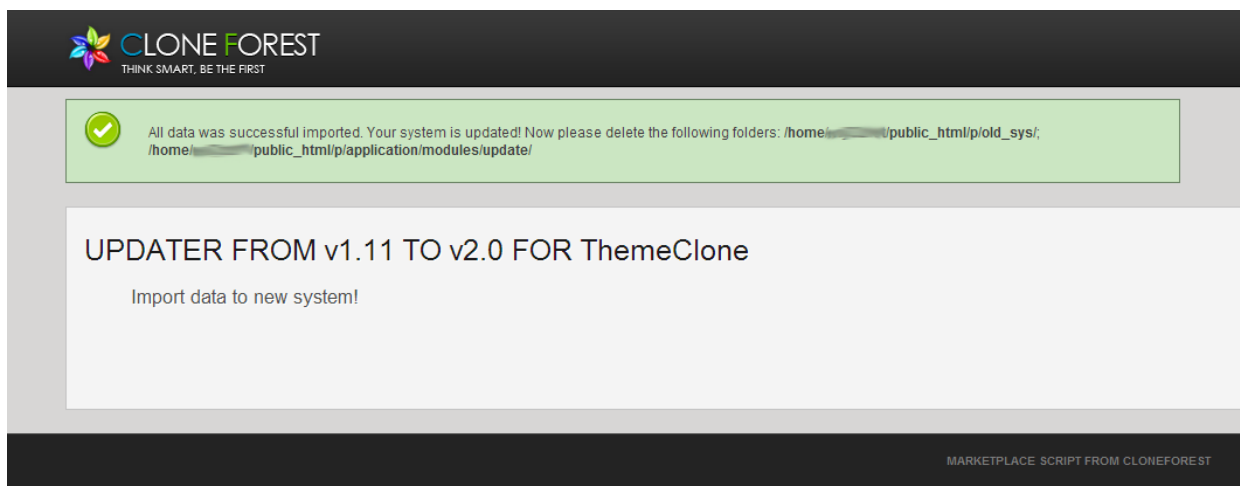 CLONE FOREST
THINK SMART, BE THE FIRST
All data was successful imported. Your system is updated! Now please delete the following folders: /home/ /public_html/p/old_sys/;
/home/ /public_html/p/application/modules/update/
UPDATER FROM v1.11 TO v2.0 FOR ThemeClone
Import data to new system!
MARKETPLACE SCRIPT FROM CLONEFOREST